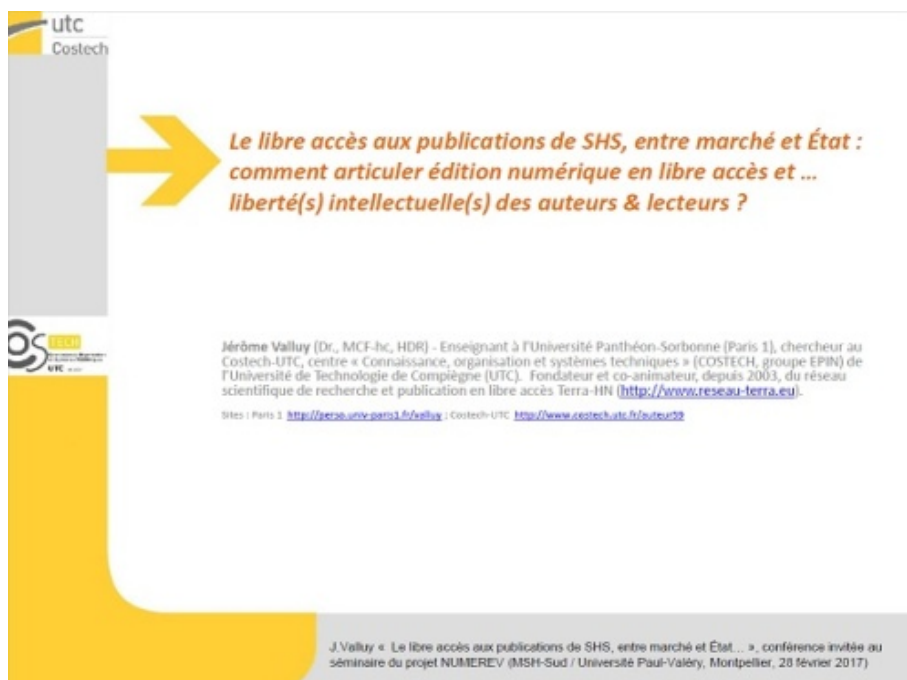 utc
Costech
Le libre accès aux publications de SHS, entre marché et État :
comment articuler édition numérique en libre accès et ...
liberté(s) intellectuelle(s) des auteurs & lecteurs ?
COS TECH
UTC
Jérôme Valluy (Dr., MCF-hc, HDR) - Enseignant à l'Université Panthéon-Sorbonne (Paris 1), chercheur au
Costech-UTC, centre « Connaissance, organisation et systèmes techniques » (COSTECH, groupe EPIN) de
l'Université de Technologie de Compiègne (UTC). Fondateur et co-animateur, depuis 2003, du réseau
scientifique de recherche et publication en libre accès Terra-HN (http://www.reseau-terra.eu).
Sites : Paris 1 http://perso.univ-paris1.fr/valluy ; Costech-UTC http://www.costech.utc.fr/auteur59
J.Valluy « Le libre accès aux publications de SHS, entre marché et État... », conférence invitée au
séminaire du projet NUMEREV (MSH-Sud / Université Paul-Valéry, Montpellier, 28 février 2017)